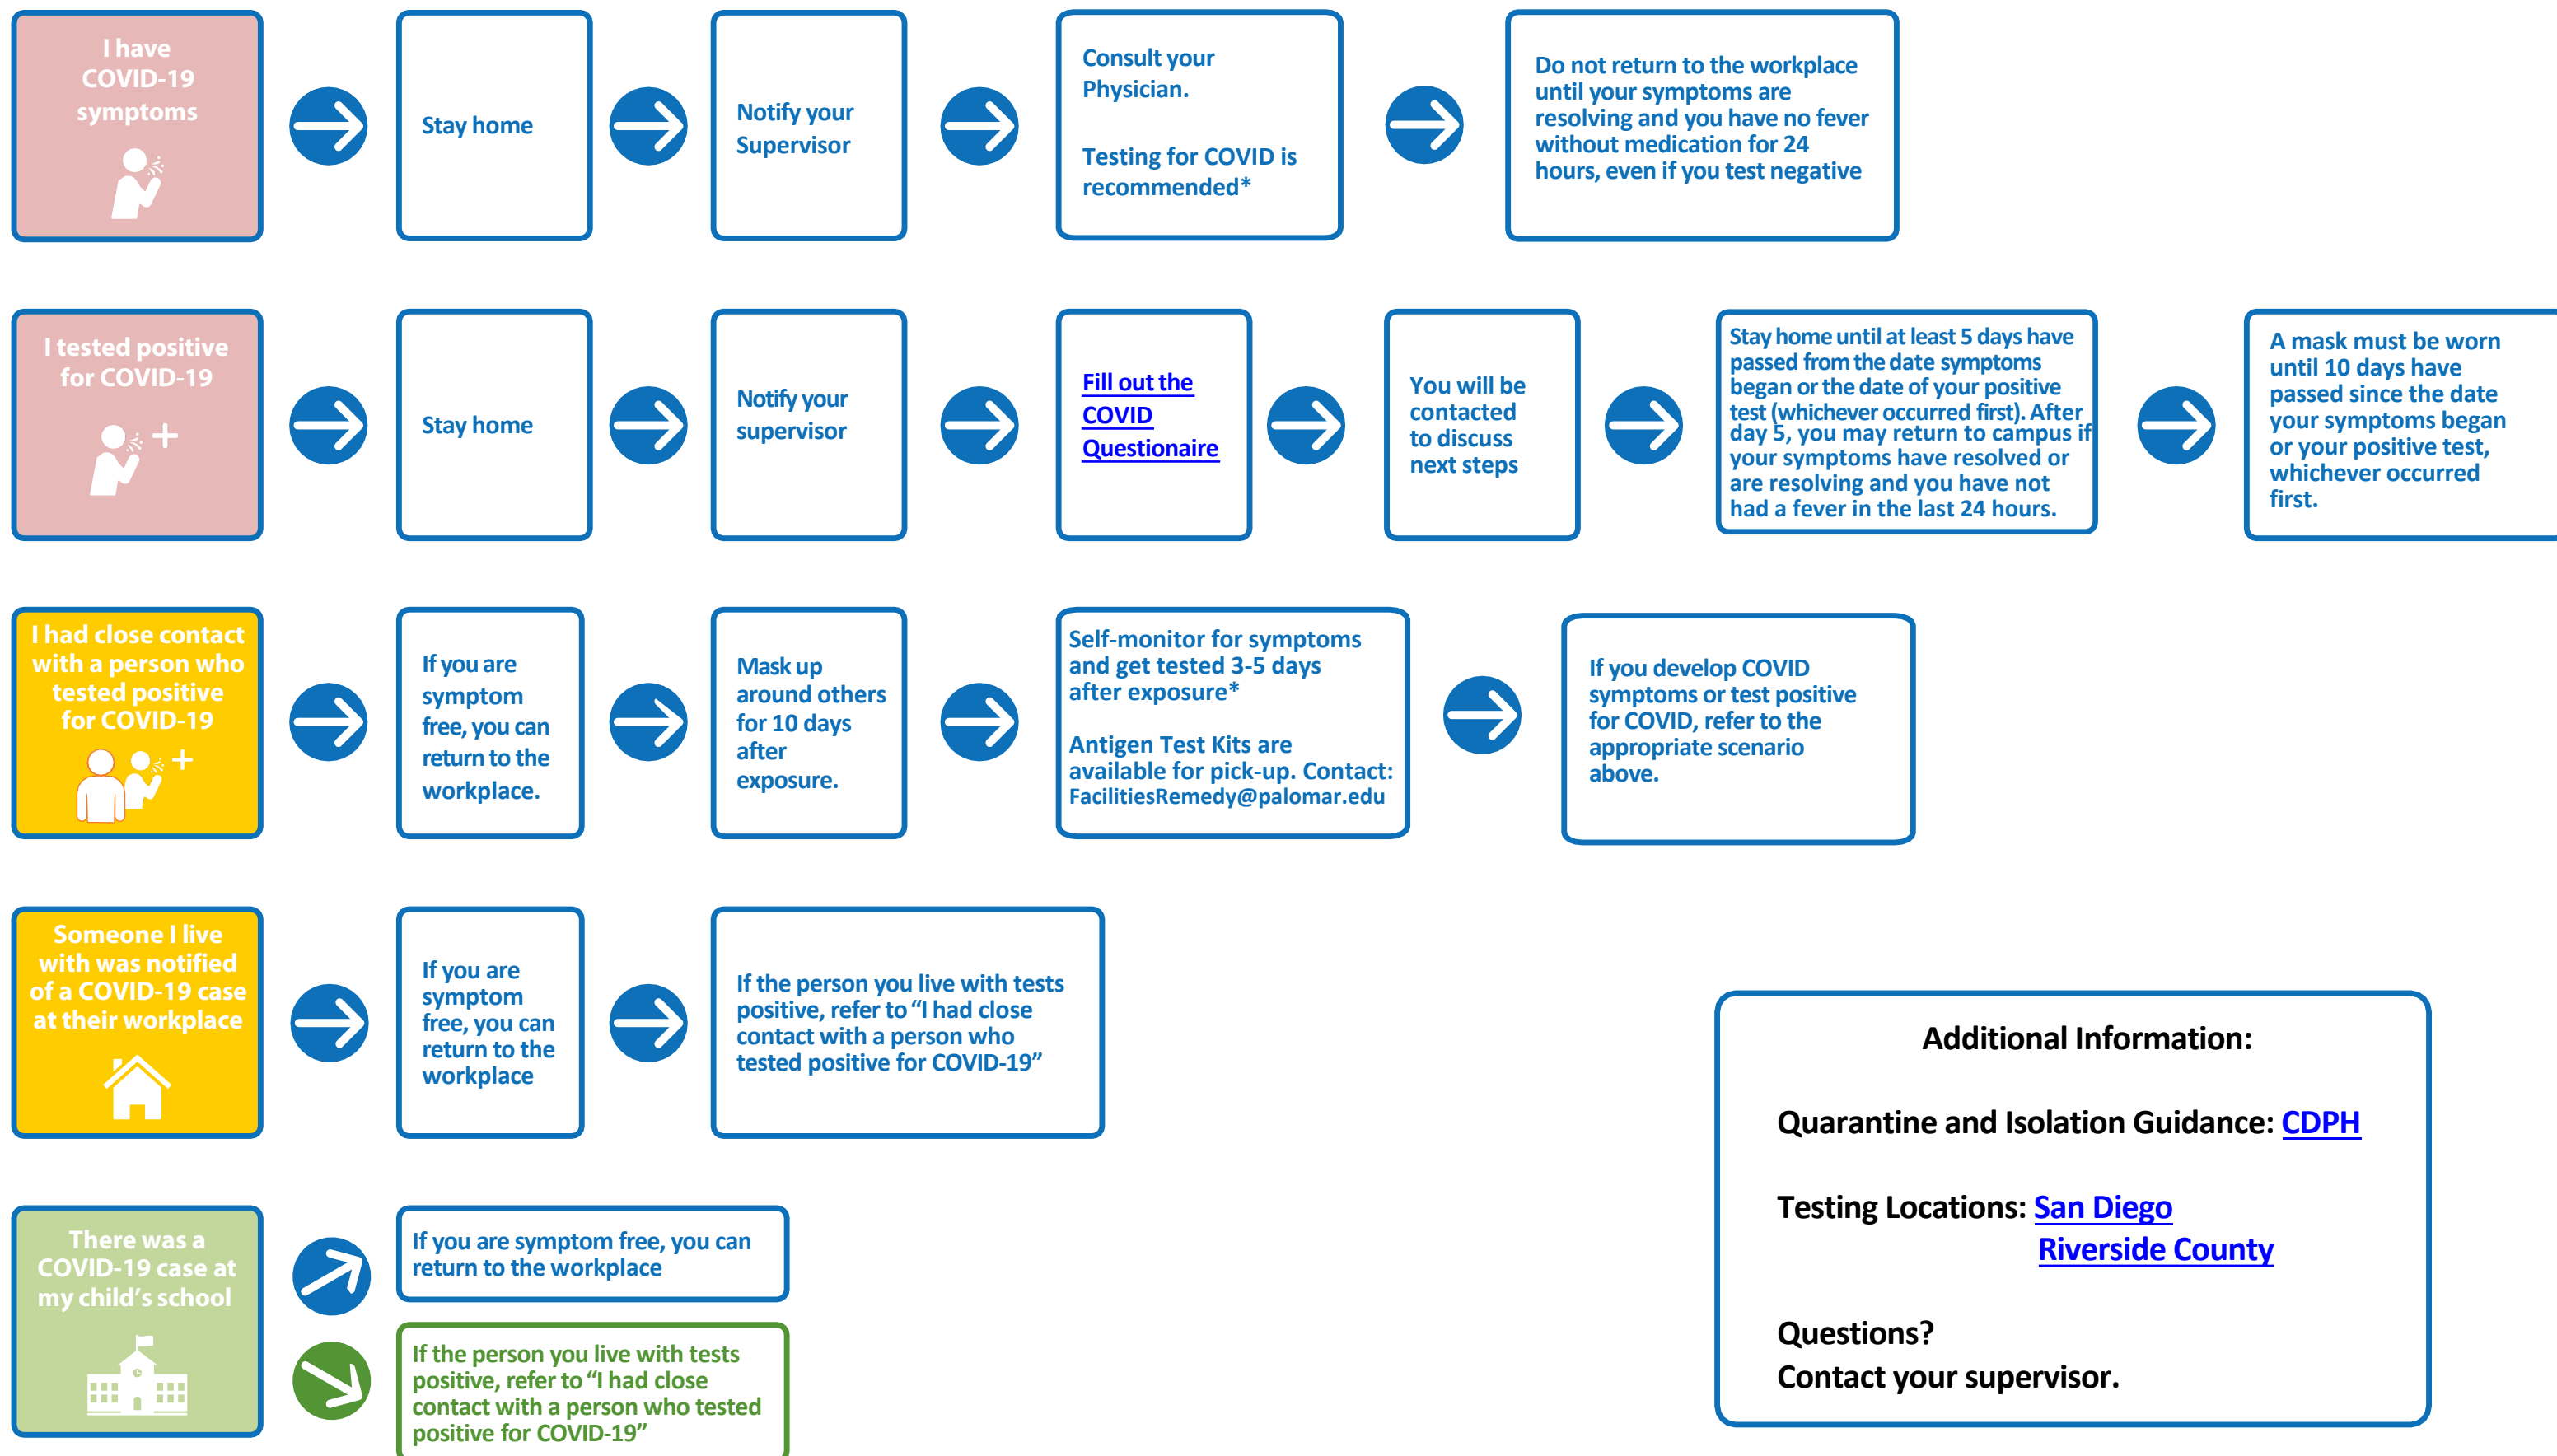 I have
COVID-19
symptoms
Stay home
Notify your
Supervisor
Consult your
Physician.
Testing for COVID is
recommended*
Do not return to the workplace
until your symptoms are
resolving and you have no fever
without medication for 24
hours, even if you test negative
I tested positive
for COVID-19
Stay home
Notify your
supervisor
Fill out the
COVID
Questionaire
You will be
contacted
to discuss
next steps
Stay home until at least 5 days have
passed from the date symptoms
began or the date of your positive
test (whichever occurred first). After
day 5, you may return to campus if
your symptoms have resolved or
are resolving and you have not
had a fever in the last 24 hours.
A mask must be worn
until 10 days have
passed since the date
your symptoms began
or your positive test,
whichever occurred
first.
I had close contact
with a person who
tested positive
for COVID-19
If you are
symptom
free, you can
return to the
workplace.
Mask up
around others
for 10 days
after
exposure.
Self-monitor for symptoms
and get tested 3-5 days
after exposure*
Antigen Test Kits are
available for pick-up. Contact:
FacilitiesRemedy@palomar.edu
If you develop COVID
symptoms or test positive
for COVID, refer to the
appropriate scenario
above.
Someone I live
with was notified
of a COVID-19 case
at their workplace
If you are
symptom
free, you can
return to the
workplace
If the person you live with tests
positive, refer to “I had close
contact with a person who
tested positive for COVID-19”
There was a
COVID-19 case at
my child’s school
If you are symptom free, you can
return to the workplace
If the person you live with tests
positive, refer to “I had close
contact with a person who tested
positive for COVID-19”
Additional Information:
Quarantine and Isolation Guidance: CDPH
Testing Locations: San Diego
Riverside County
Questions?
Contact your supervisor.